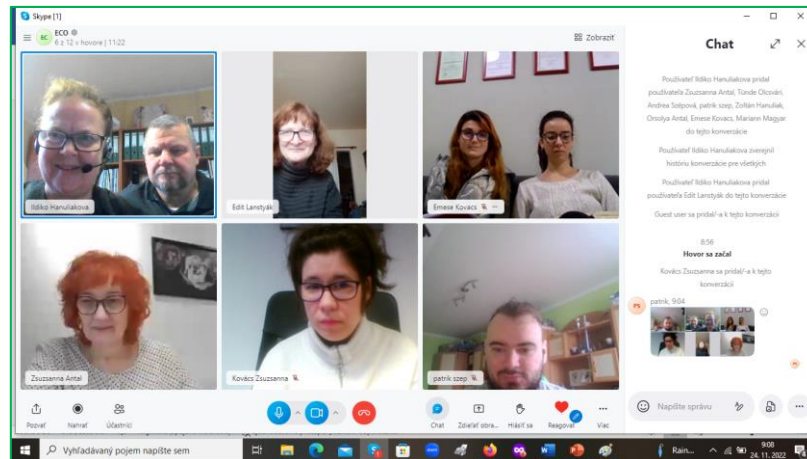 Skype [1]
ECO
6 z 12 v hovore | 11:22
Zobraziť
Ildiko Hanuliakova
Edit Lanstyák
Emese Kovacs
Zsuzsanna Antal
Kovács Zsuzsanna
patrik szep
Pozvať
Nahrať
Účastníci
Chat
Zdieľať obra...
Hlásiť sa
Reagovať
Viac
Chat
Používateľ Ildiko Hanuliakova pridal
používateľa Zsuzsanna Antal, Tünde Olcsvári,
Andrea Szépová, patrik szep, Zoltán Hanuliak,
Orsolya Antal, Emese Kovacs, Mariann Magyar
do tejto konverzácie
Používateľ Ildiko Hanuliakova zverejnil
históriu konverzácie pre všetkých
Používateľ Ildiko Hanuliakova pridal
používateľa Edit Lanstyák do tejto konverzácie
Guest user sa pridal/-a k tejto konverzácii
8:56
Hovor sa začal
Kovács Zsuzsanna sa pridal/-a k tejto
konverzácii
patrik, 9:04
PS
Napíšte správu
Vyhľadávaný pojem napíšte sem
Rain...
9:08
24. 11. 2022